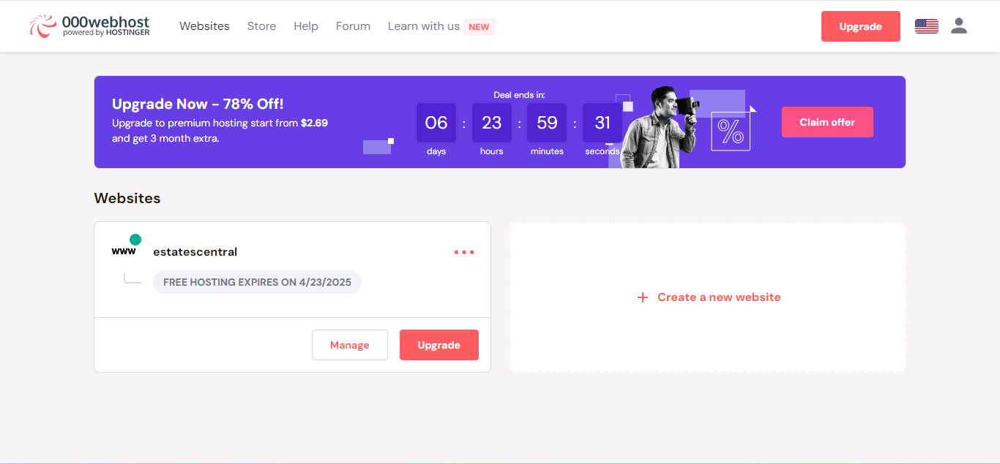 000webhost
powered by HOSTINGER
Websites
Store
Help
Forum
Learn with us
NEW
Upgrade
Upgrade Now - 78% Off!
Upgrade to premium hosting start from $2.69
and get 3 month extra.
Deal ends in:
06 : 23 : 59 : 31
days hours minutes seconds
%
Claim offer
Websites
www
estatescentral
FREE HOSTING EXPIRES ON 4/23/2025
Manage
Upgrade
+ Create a new website